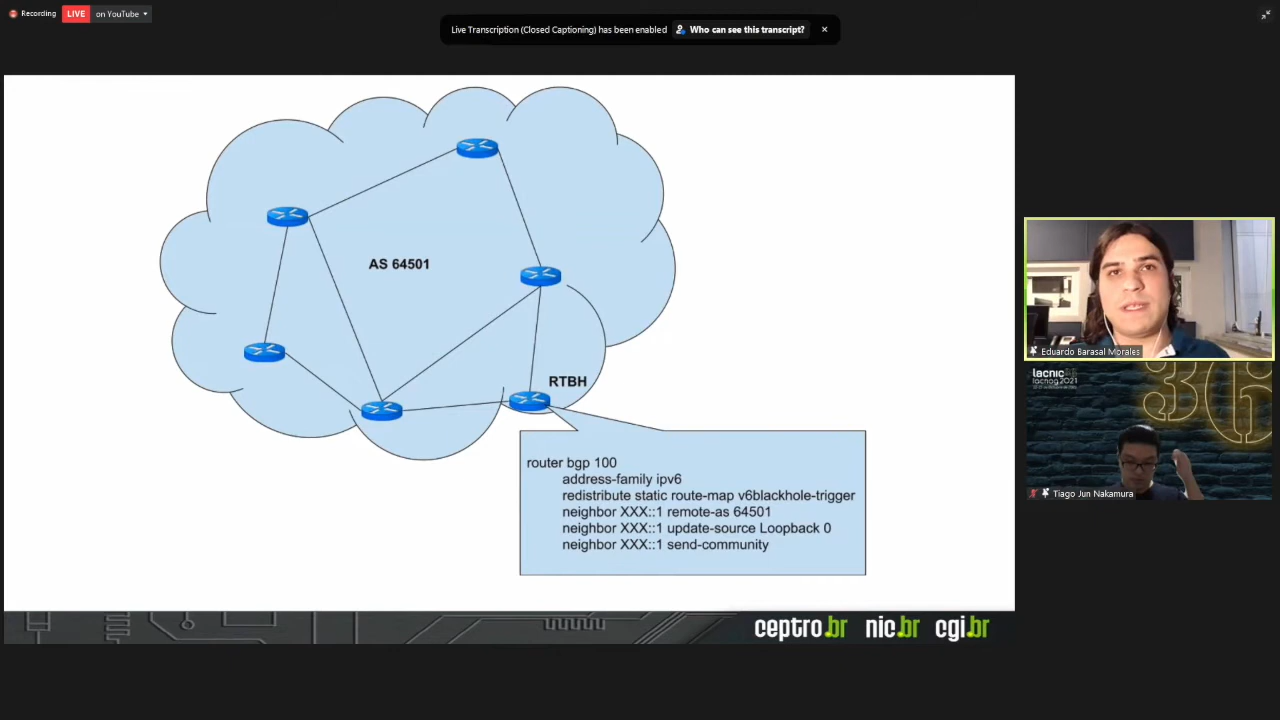 Recording
LIVE on YouTube
Live Transcription (Closed Captioning) has been enabled Who can see this transcript?
AS 64501
RTBH
router bgp 100
address-family ipv6
redistribute static route-map v6blackhole-trigger
neighbor XXX::1 remote-as 64501
neighbor XXX::1 update-source Loopback 0
neighbor XXX::1 send-community
ceptro.br nic.br cgi.br
Eduardo Barasal Morales
lacnic36
lacnog 2021
36
Tiago Jun Nakamura